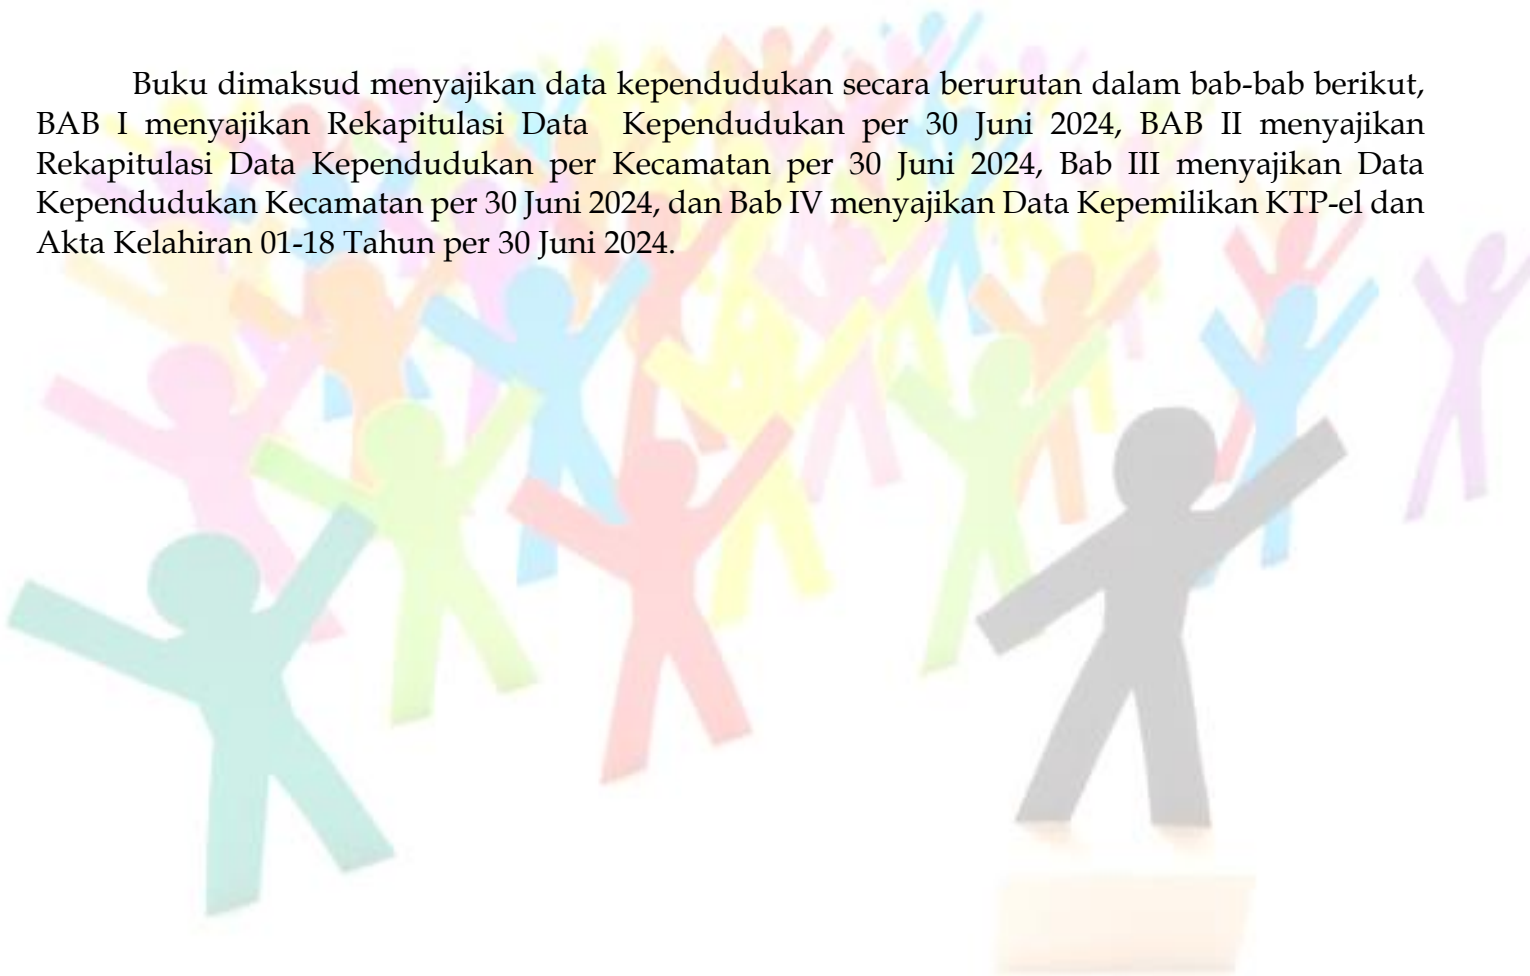 Buku dimaksud menyajikan data kependudukan secara berurutan dalam bab-bab berikut,
BAB I menyajikan Rekapitulasi Data Kependudukan per 30 Juni 2024, BAB II menyajikan
Rekapitulasi Data Kependudukan per Kecamatan per 30 Juni 2024, Bab III menyajikan Data
Kependudukan Kecamatan per 30 Juni 2024, dan Bab IV menyajikan Data Kepemilikan KTP-el dan
Akta Kelahiran 01-18 Tahun per 30 Juni 2024.